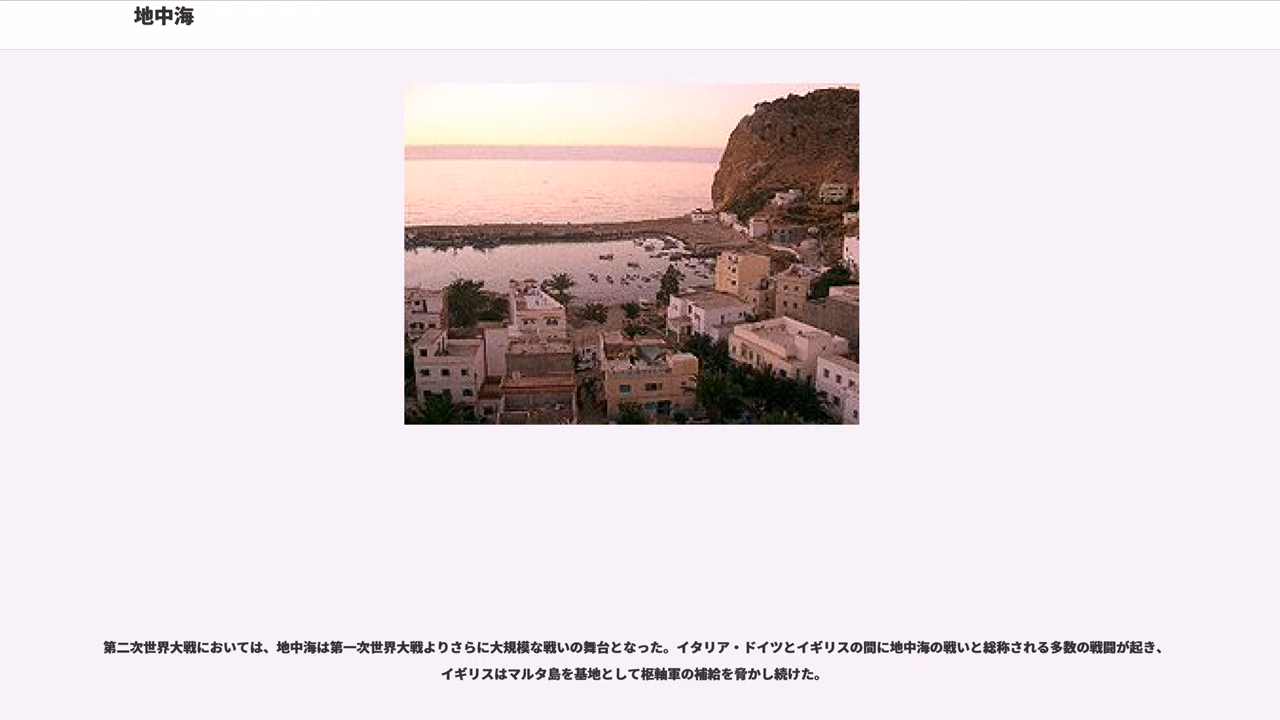 地中海
第二次世界大戦においては、地中海は第一次世界大戦よりさらに大規模な戦いの舞台となった。イタリア・ドイツとイギリスの間に地中海の戦いと総称される多数の戦闘が起き、
イギリスはマルタ島を基地として枢軸軍の補給を脅かし続けた。